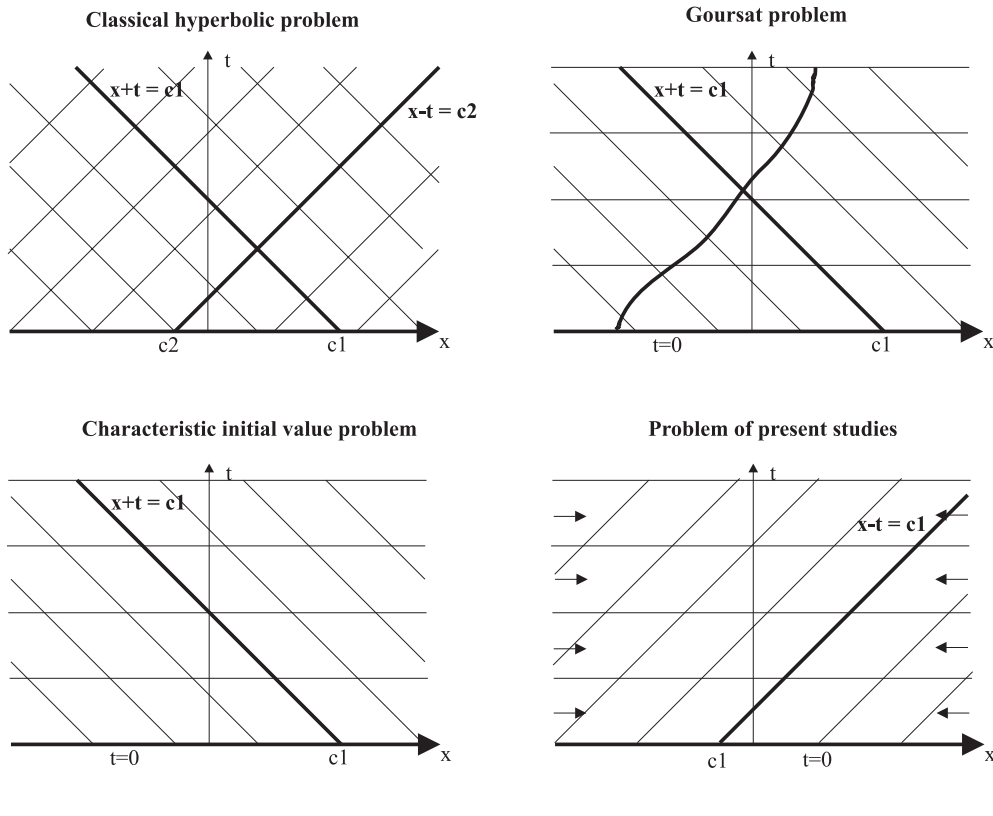 Classical hyperbolic problem
t
x+t = c1
x-t = c2
c2
c1
x
Goursat problem
t
x+t = c1
t=0
c1
x
Characteristic initial value problem
t
x+t = c1
t=0
c1
x
Problem of present studies
t
x-t = c1
c1
t=0
x